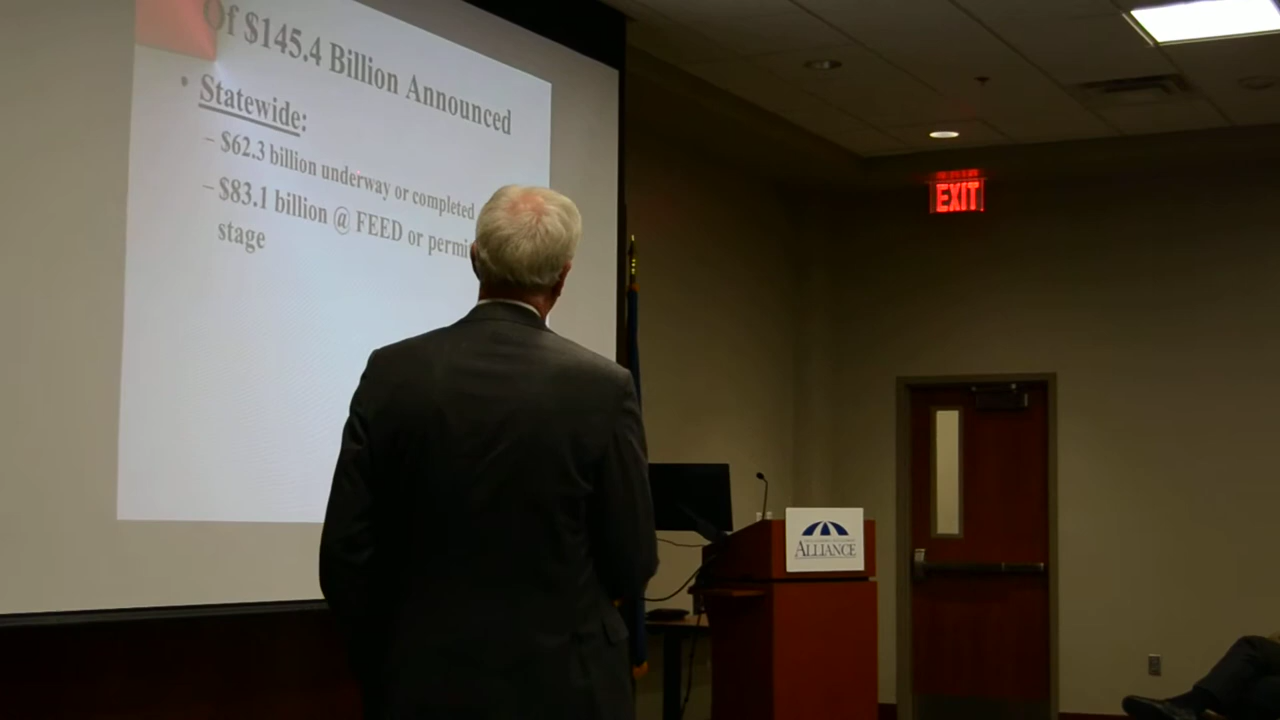 Of $145.4 Billion Announced
• Statewide:
– $62.3 billion underway or completed
– $83.1 billion @ FEED or permi
stage
EXIT
ALLIANCE